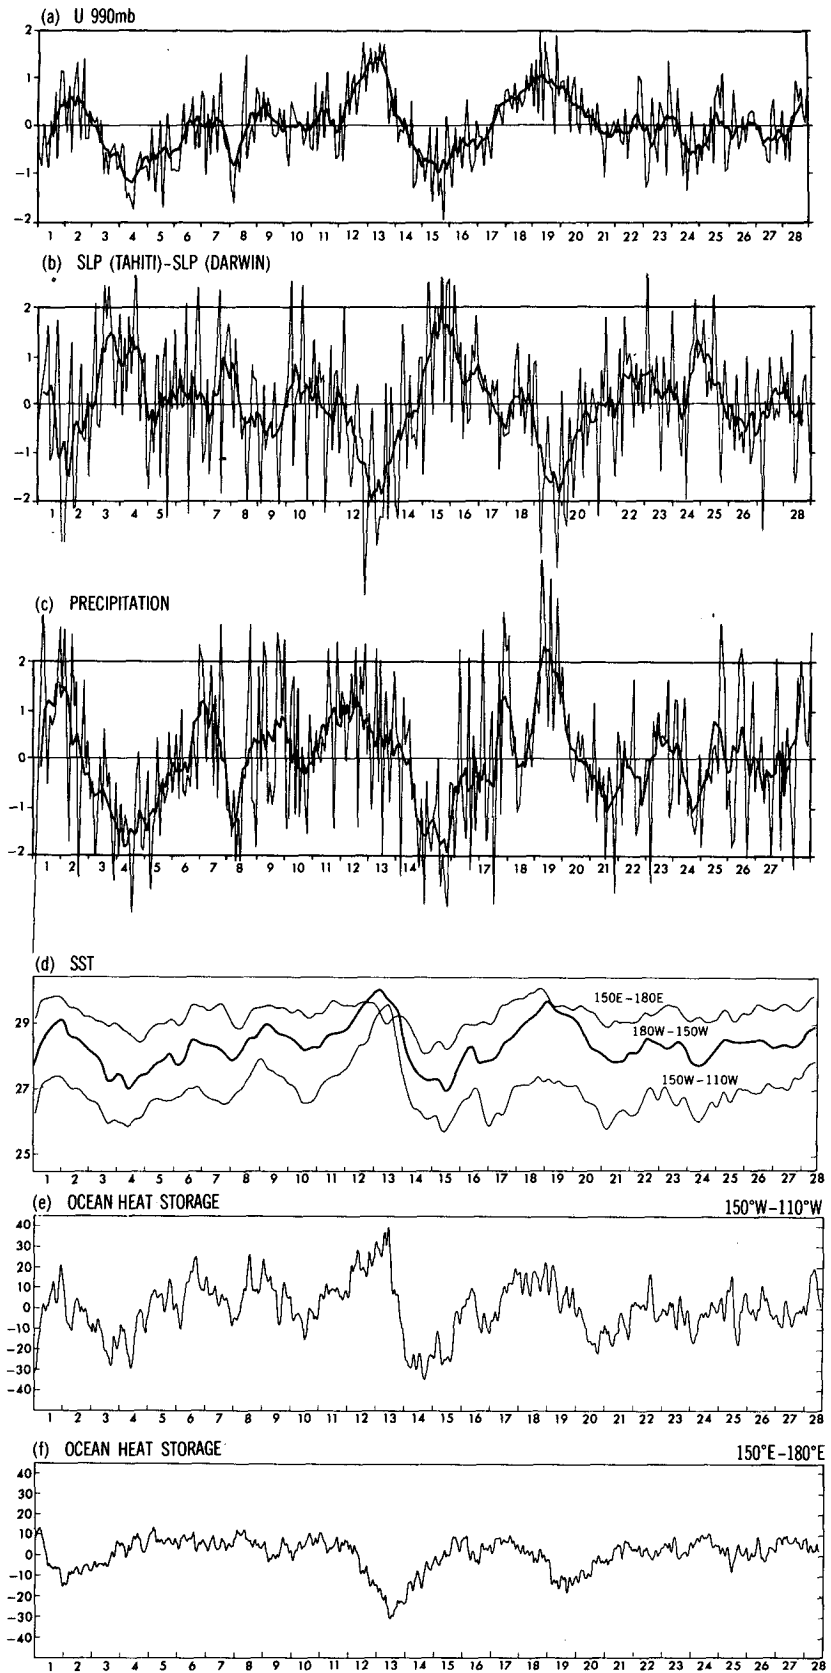 (a) U 990mb
2
1
0
−1
−2
1 2 3 4 5 6 7 8 9 10 11 12 13 14 15 16 17 18 19 20 21 22 23 24 25 26 27 28
(b) SLP (TAHITI)-SLP (DARWIN)
2
1
0
−1
−2
1 2 3 4 5 6 7 8 9 10 12 14 15 16 17 18 20 22 23 24 25 26 28
(c) PRECIPITATION
2
1
0
−1
−2
1 2 3 4 5 6 7 8 9 10 11 12 13 14 17 18 19 20 21 22 23 24 25 26 27
(d) SST
29
27
25
150E-180E
180W-150W
150W-110W
1 2 3 4 5 6 7 8 9 10 11 12 13 14 15 16 17 18 19 20 21 22 23 24 25 26 27 28
(e) OCEAN HEAT STORAGE 150°W-110°W
40
30
20
10
0
−10
−20
−30
−40
1 2 3 4 5 6 7 8 9 10 11 12 13 14 15 16 17 18 19 20 21 22 23 24 25 26 27 28
(f) OCEAN HEAT STORAGE 150°E-180°E
40
30
20
10
0
−10
−20
−30
−40
1 2 3 4 5 6 7 8 9 10 11 12 13 14 15 16 17 18 19 20 21 22 23 24 25 26 27 28